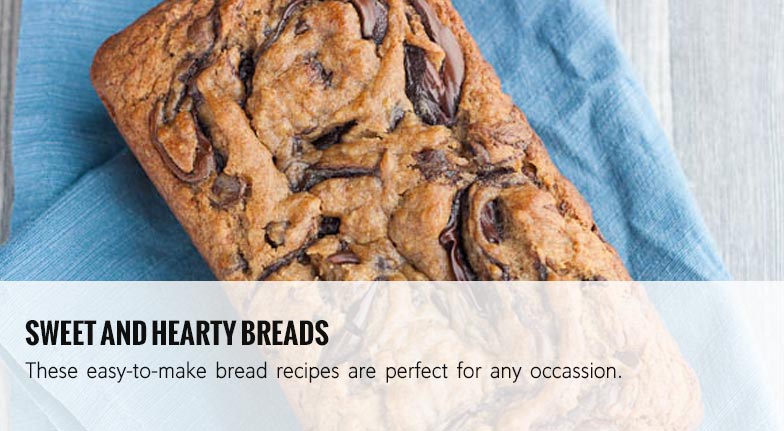 SWEET AND HEARTY BREADS
These easy-to-make bread recipes are perfect for any occassion.